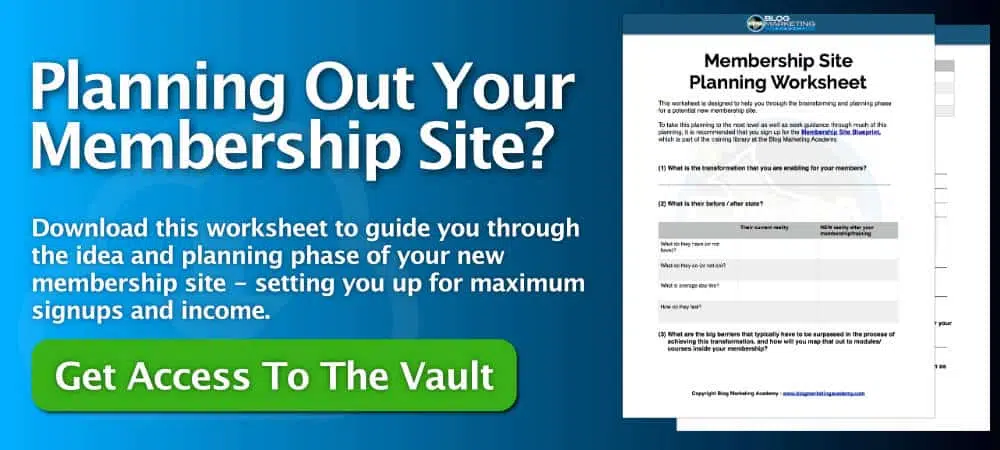 Planning Out Your
Membership Site?
Download this worksheet to guide you through
the idea and planning phase of your new
membership site - setting you up for maximum
signups and income.
Get Access To The Vault
BLOG
MARKETING
ACADEMY
Membership Site
Planning Worksheet
This worksheet is designed to help you through the brainstorming and planning phase
for a potential new membership site.
To take this planning to the next level as well as seek guidance through much of this
planning, it is recommended that you sign up for the Membership Site Blueprint,
which is part of the training library at the Blog Marketing Academy.
(1) What is the transformation that you are enabling for your members?
(2) What is their before / after state?
Their current reality
NEW reality after your
membership/training
What do they have (or not
have)?
What do they do (or not do)?
What is average day like?
How do they feel?
(3) What are the big barriers that typically have to be surpassed in the process of
achieving this transformation, and how will you map that out to modules/
courses inside your membership?
Copyright Blog Marketing Academy - www.blogmarketingacademy.com
your